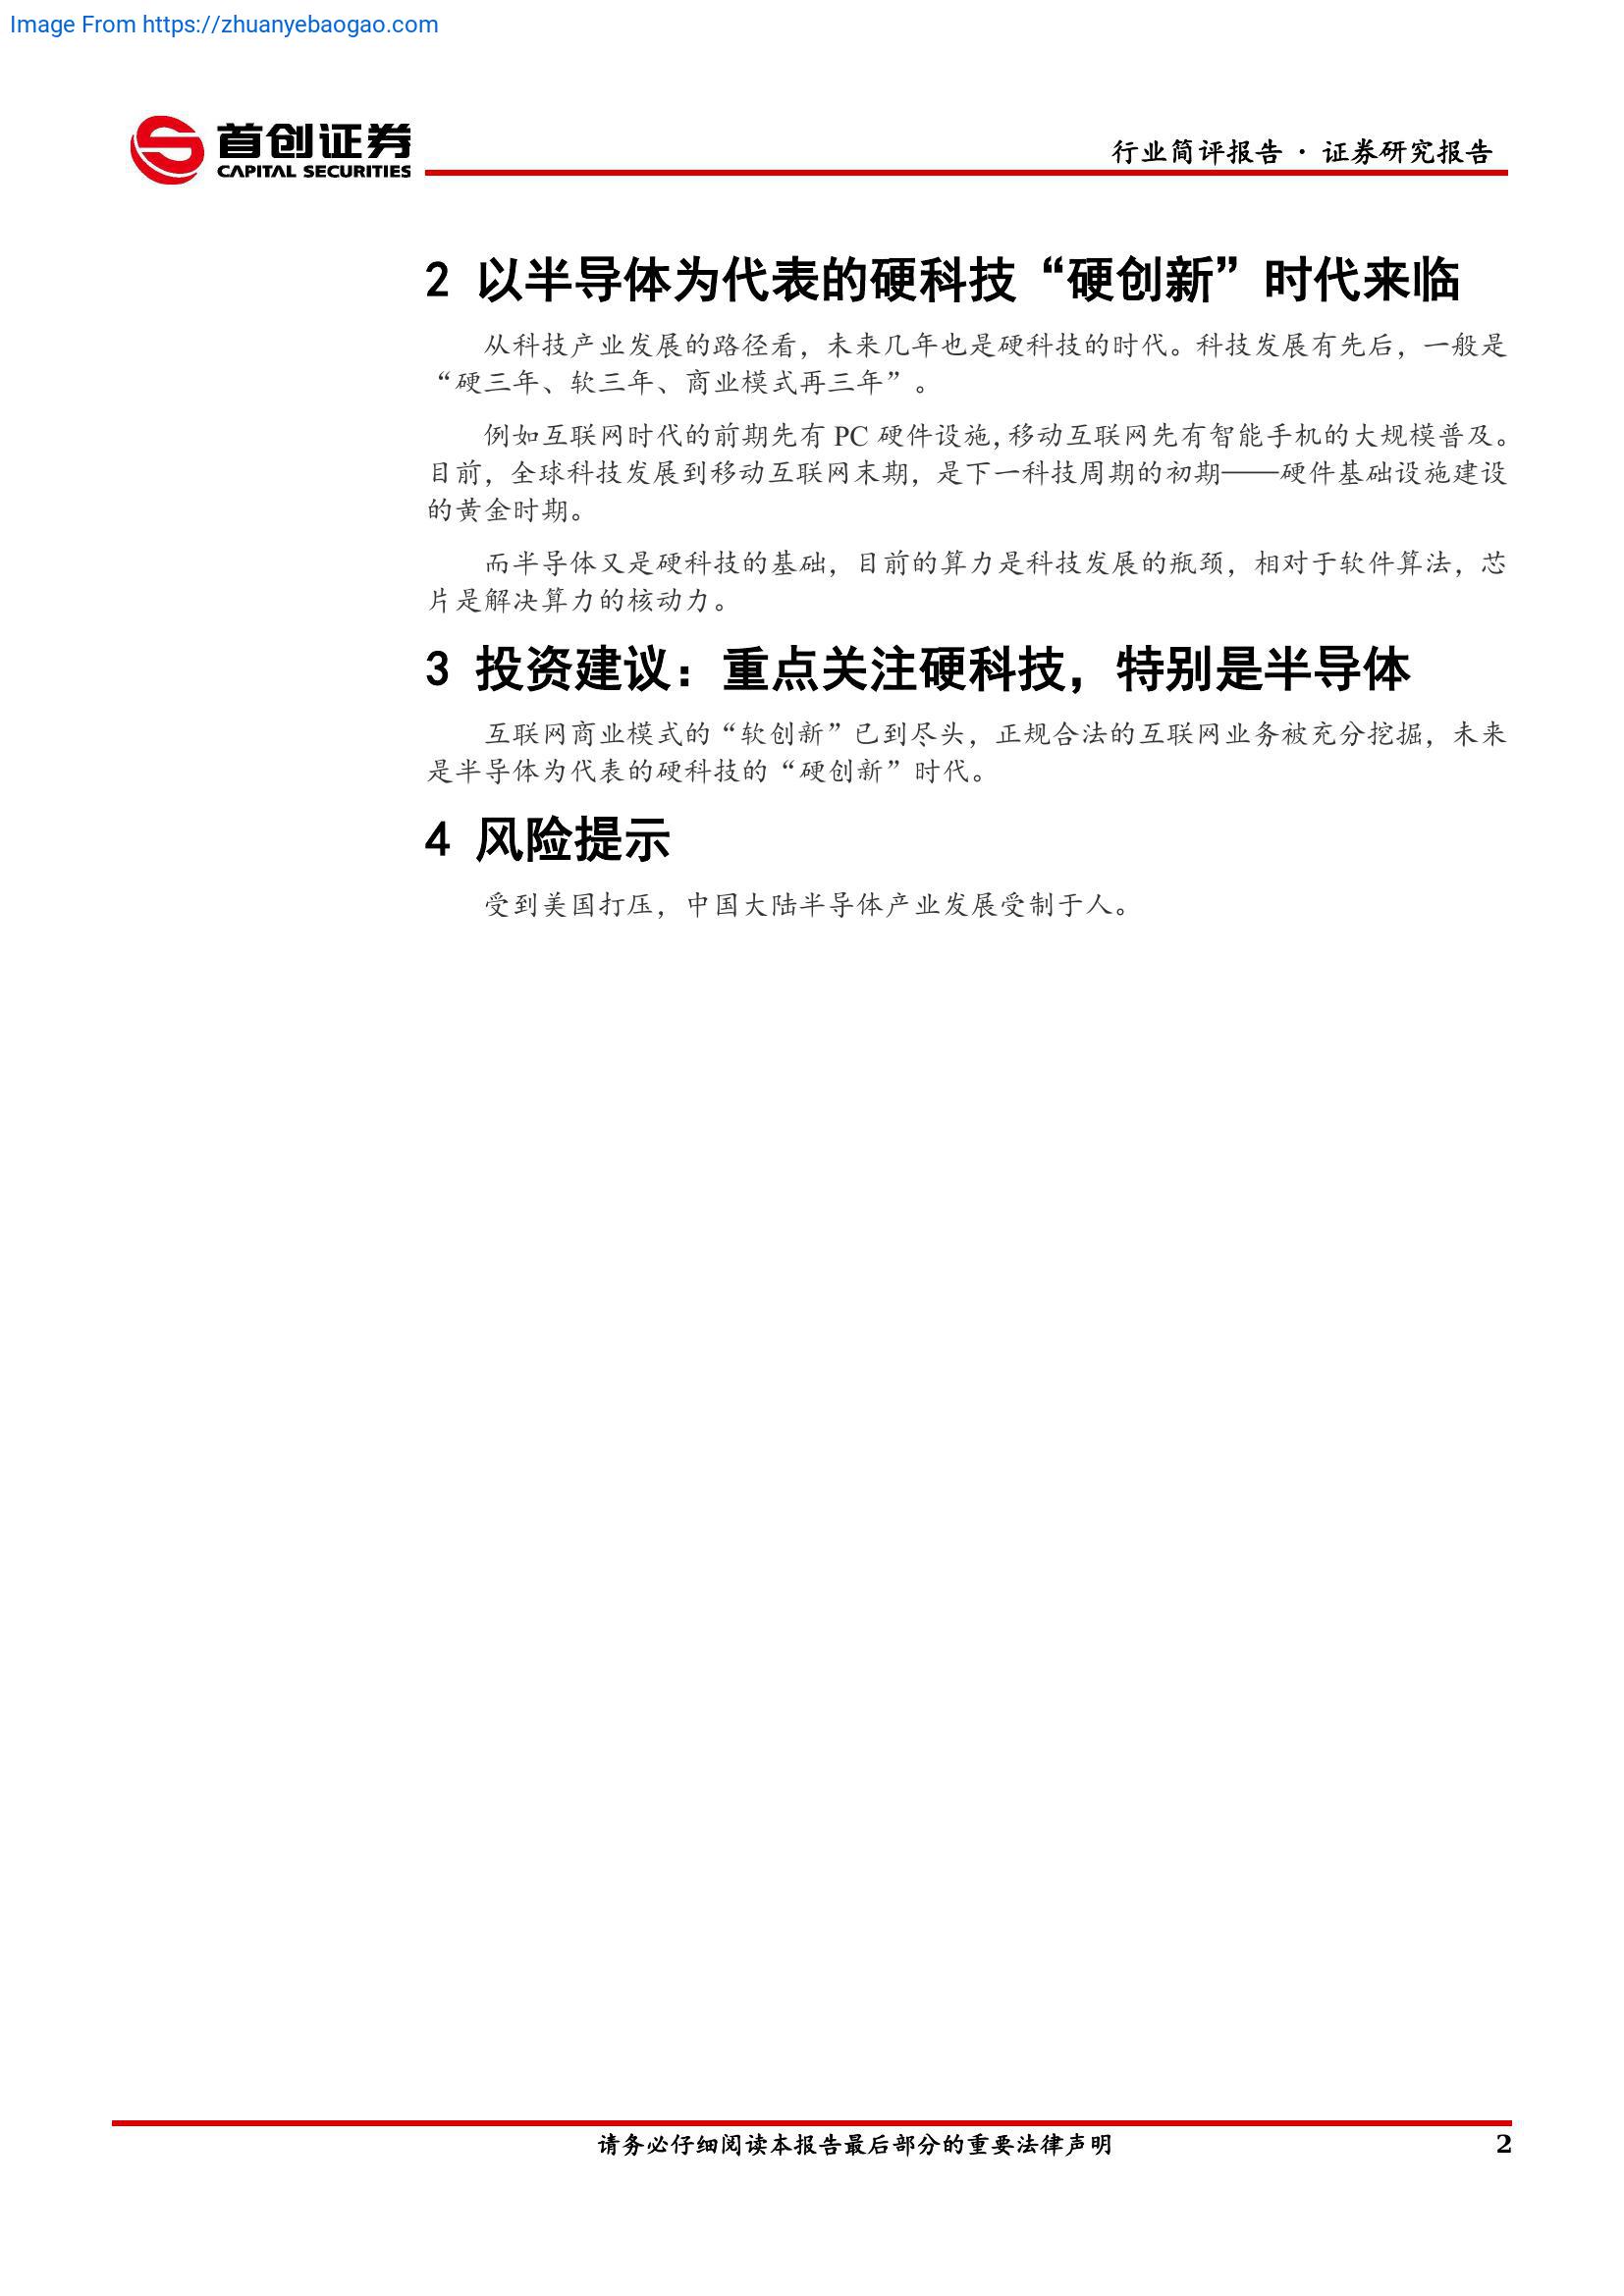 Image From https://zhuanyebaogao.com
首创证券
CAPITAL SECURITIES
行业简评报告 · 证券研究报告
2 以半导体为代表的硬科技“硬创新”时代来临
从科技产业发展的路径看，未来几年也是硬科技的时代。科技发展有先后，一般是
“硬三年、软三年、商业模式再三年”。
例如互联网时代的前期先有 PC 硬件设施，移动互联网先有智能手机的大规模普及。
目前，全球科技发展到移动互联网末期，是下一科技周期的初期——硬件基础设施建设
的黄金时期。
而半导体又是硬科技的基础，目前的算力是科技发展的瓶颈，相对于软件算法，芯
片是解决算力的核动力。
3 投资建议：重点关注硬科技，特别是半导体
互联网商业模式的“软创新”已到尽头，正规合法的互联网业务被充分挖掘，未来
是半导体为代表的硬科技的“硬创新”时代。
4 风险提示
受到美国打压，中国大陆半导体产业发展受制于人。
请务必仔细阅读本报告最后部分的重要法律声明
2